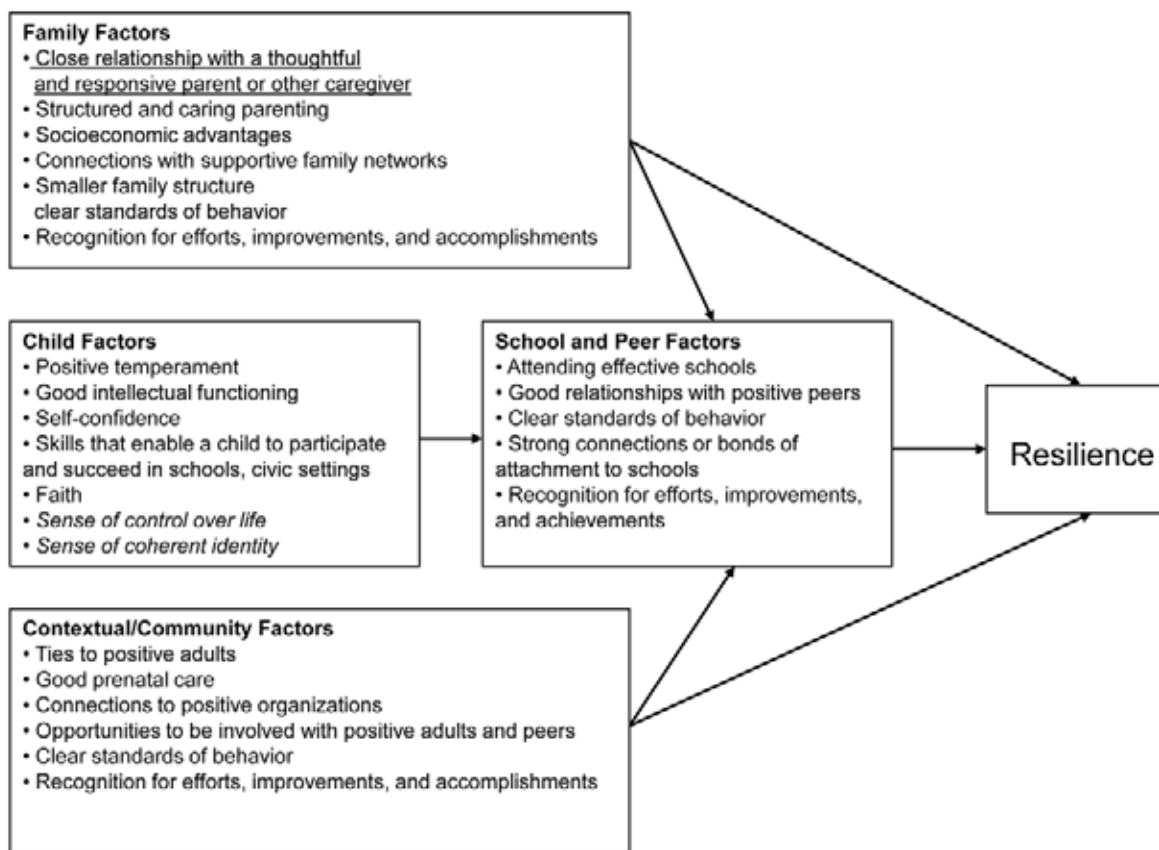 Family Factors
• Close relationship with a thoughtful
and responsive parent or other caregiver
• Structured and caring parenting
• Socioeconomic advantages
• Connections with supportive family networks
• Smaller family structure
clear standards of behavior
• Recognition for efforts, improvements, and accomplishments
Child Factors
• Positive temperament
• Good intellectual functioning
• Self-confidence
• Skills that enable a child to participate
and succeed in schools, civic settings
• Faith
• Sense of control over life
• Sense of coherent identity
School and Peer Factors
• Attending effective schools
• Good relationships with positive peers
• Clear standards of behavior
• Strong connections or bonds of
attachment to schools
• Recognition for efforts, improvements,
and achievements
Resilience
Contextual/Community Factors
• Ties to positive adults
• Good prenatal care
• Connections to positive organizations
• Opportunities to be involved with positive adults and peers
• Clear standards of behavior
• Recognition for efforts, improvements, and accomplishments